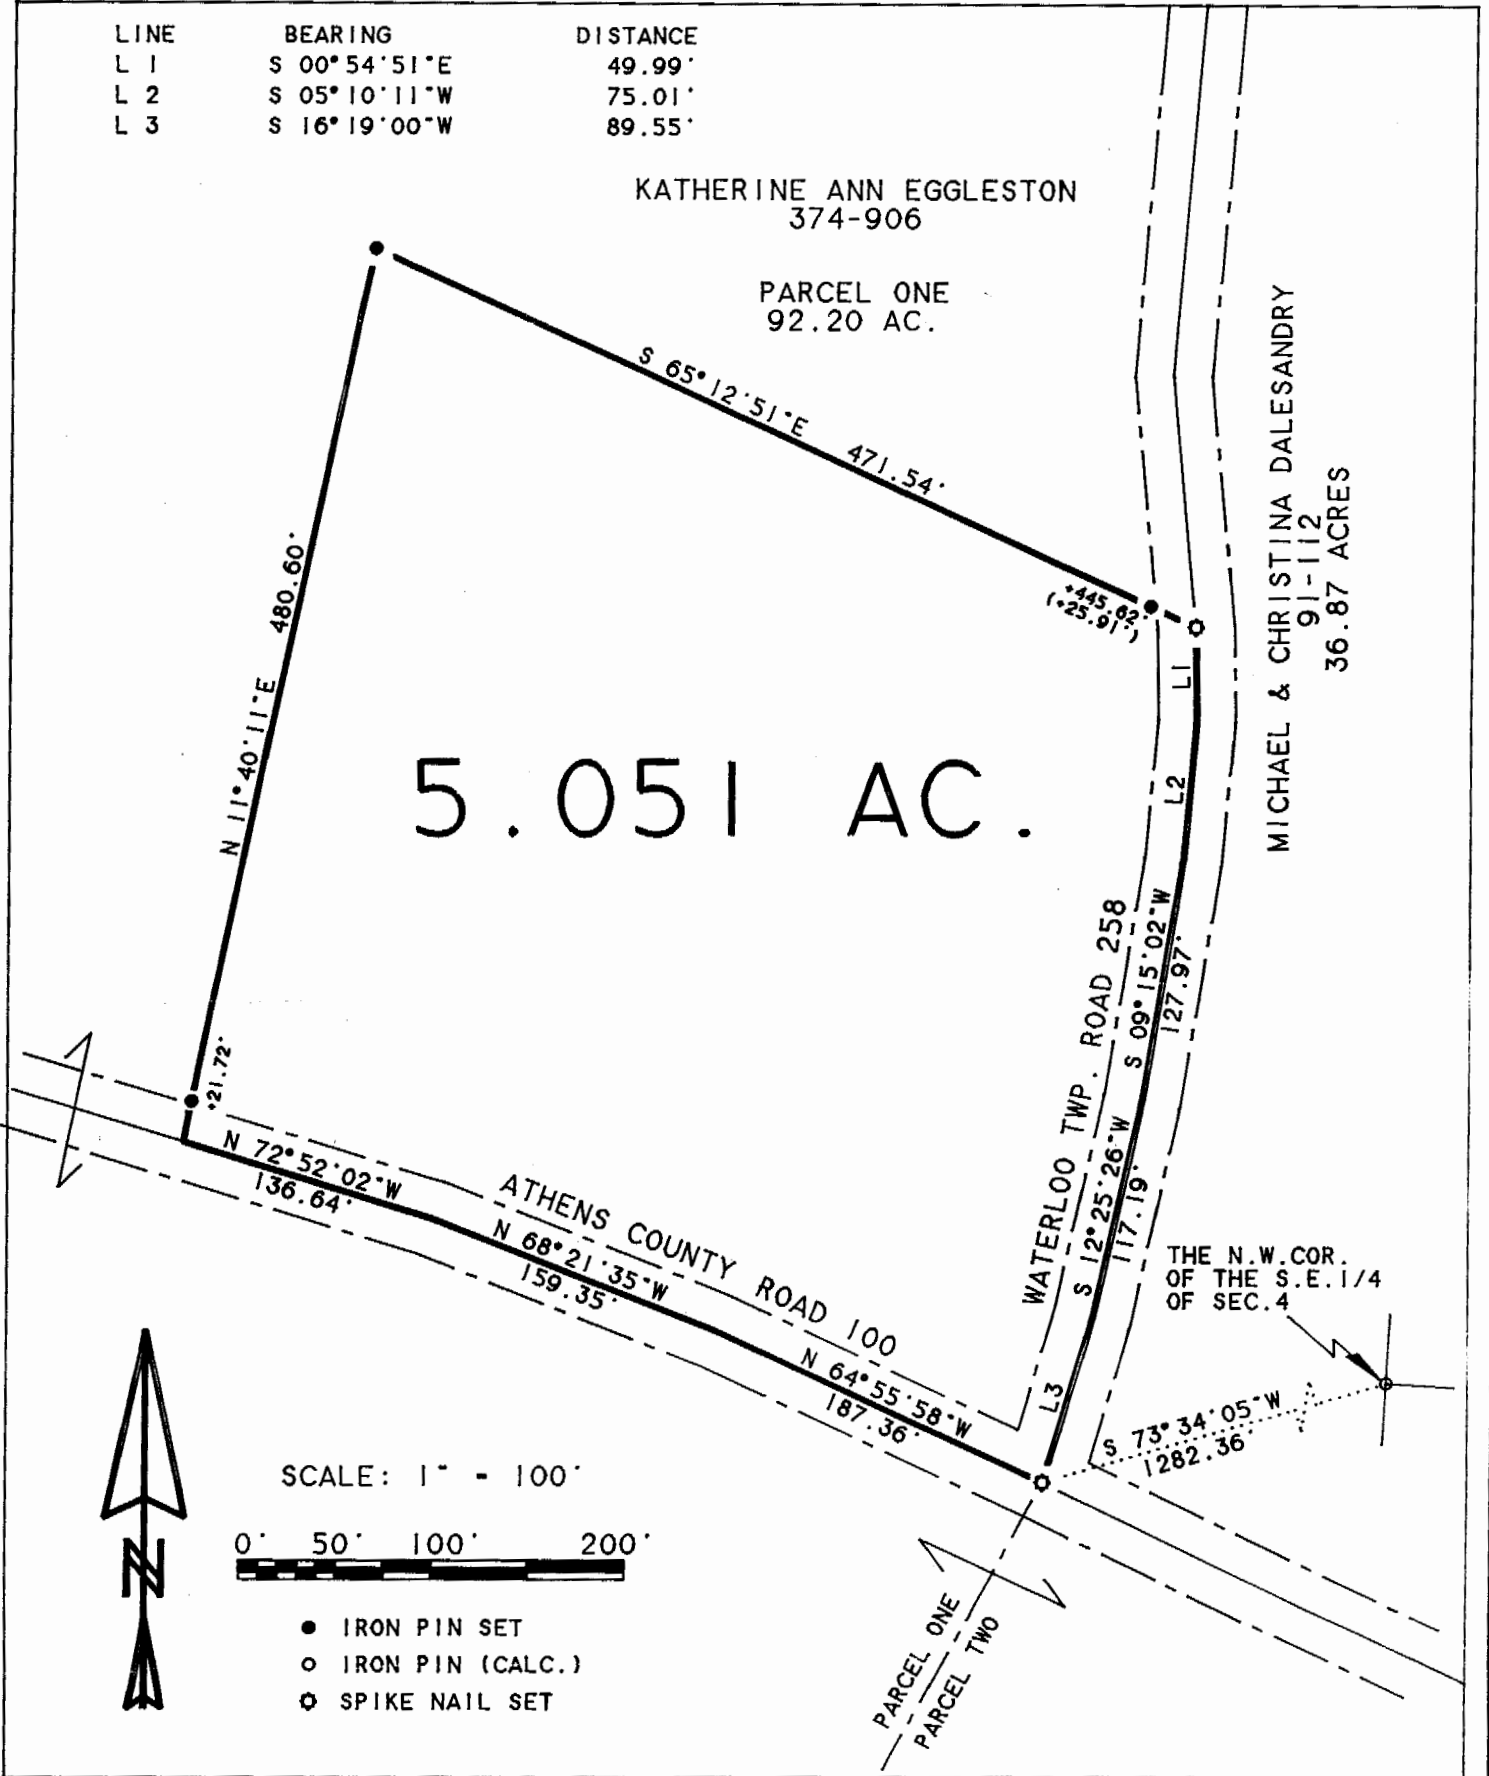 LINE BEARING DISTANCE
L 1 S 00°54'51"E 49.99'
L 2 S 05°10'11"W 75.01'
L 3 S 16°19'00"W 89.55'
KATHERINE ANN EGGLESTON
374-906
PARCEL ONE
92.20 AC.
S 65°12'51"E 471.54'
+445.62'
(+25.91')
MICHAEL & CHRISTINA DALESANDRY
91-112
36.87 ACRES
N 11°40'11"E 480.60'
+21.72'
5.051 AC.
L1
L2
S 09°15'02"W
127.97'
S 12°25'26"W
117.19'
L3
WATERLOO TWP. ROAD 258
N 72°52'02"W
136.64'
ATHENS COUNTY ROAD 100
N 68°21'35"W
159.35'
N 64°55'58"W
187.36'
THE N.W.COR.
OF THE S.E.1/4
OF SEC.4
S 73°34'05"W
1282.36'
N
SCALE: 1" - 100'
0' 50' 100' 200'
IRON PIN SET
IRON PIN (CALC.)
SPIKE NAIL SET
PARCEL ONE
PARCEL TWO